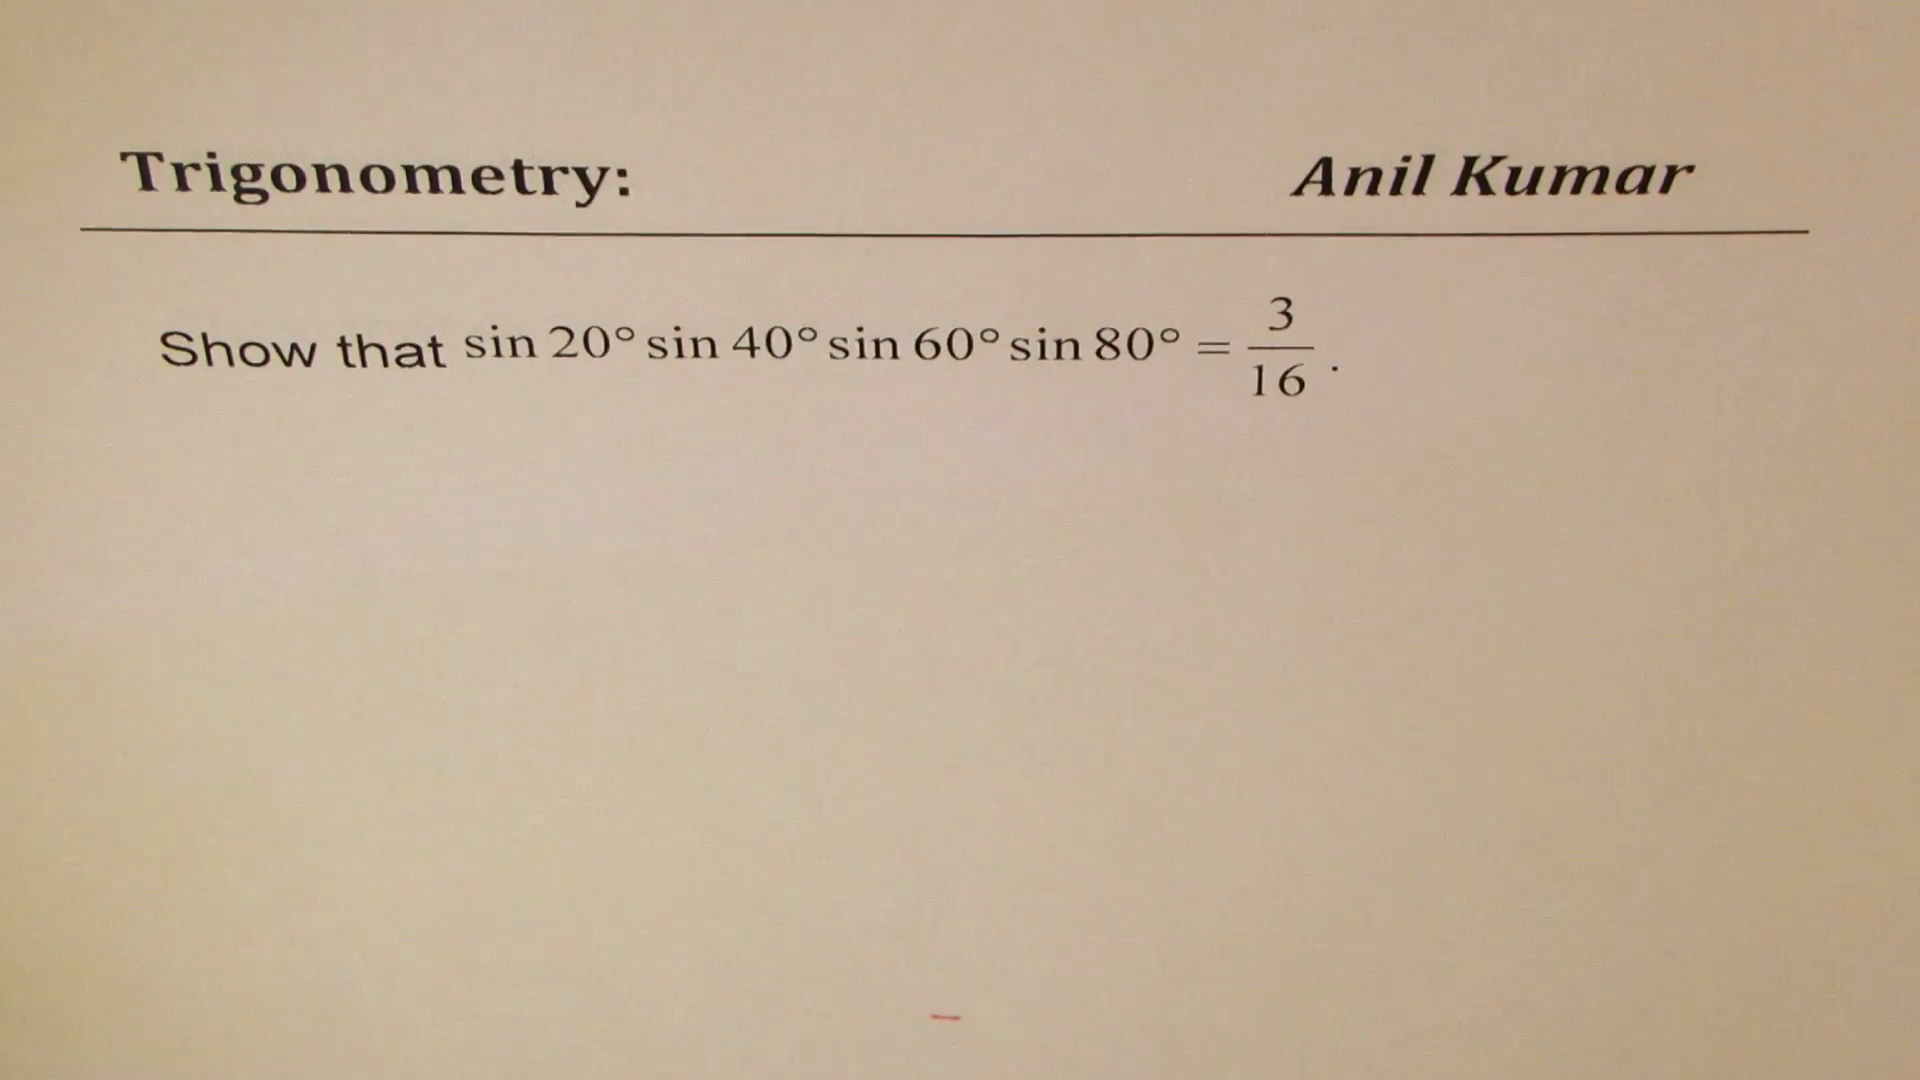 Trigonometry: Anil Kumar
Show that sin 20° sin 40° sin 60° sin 80° = 3/16 .